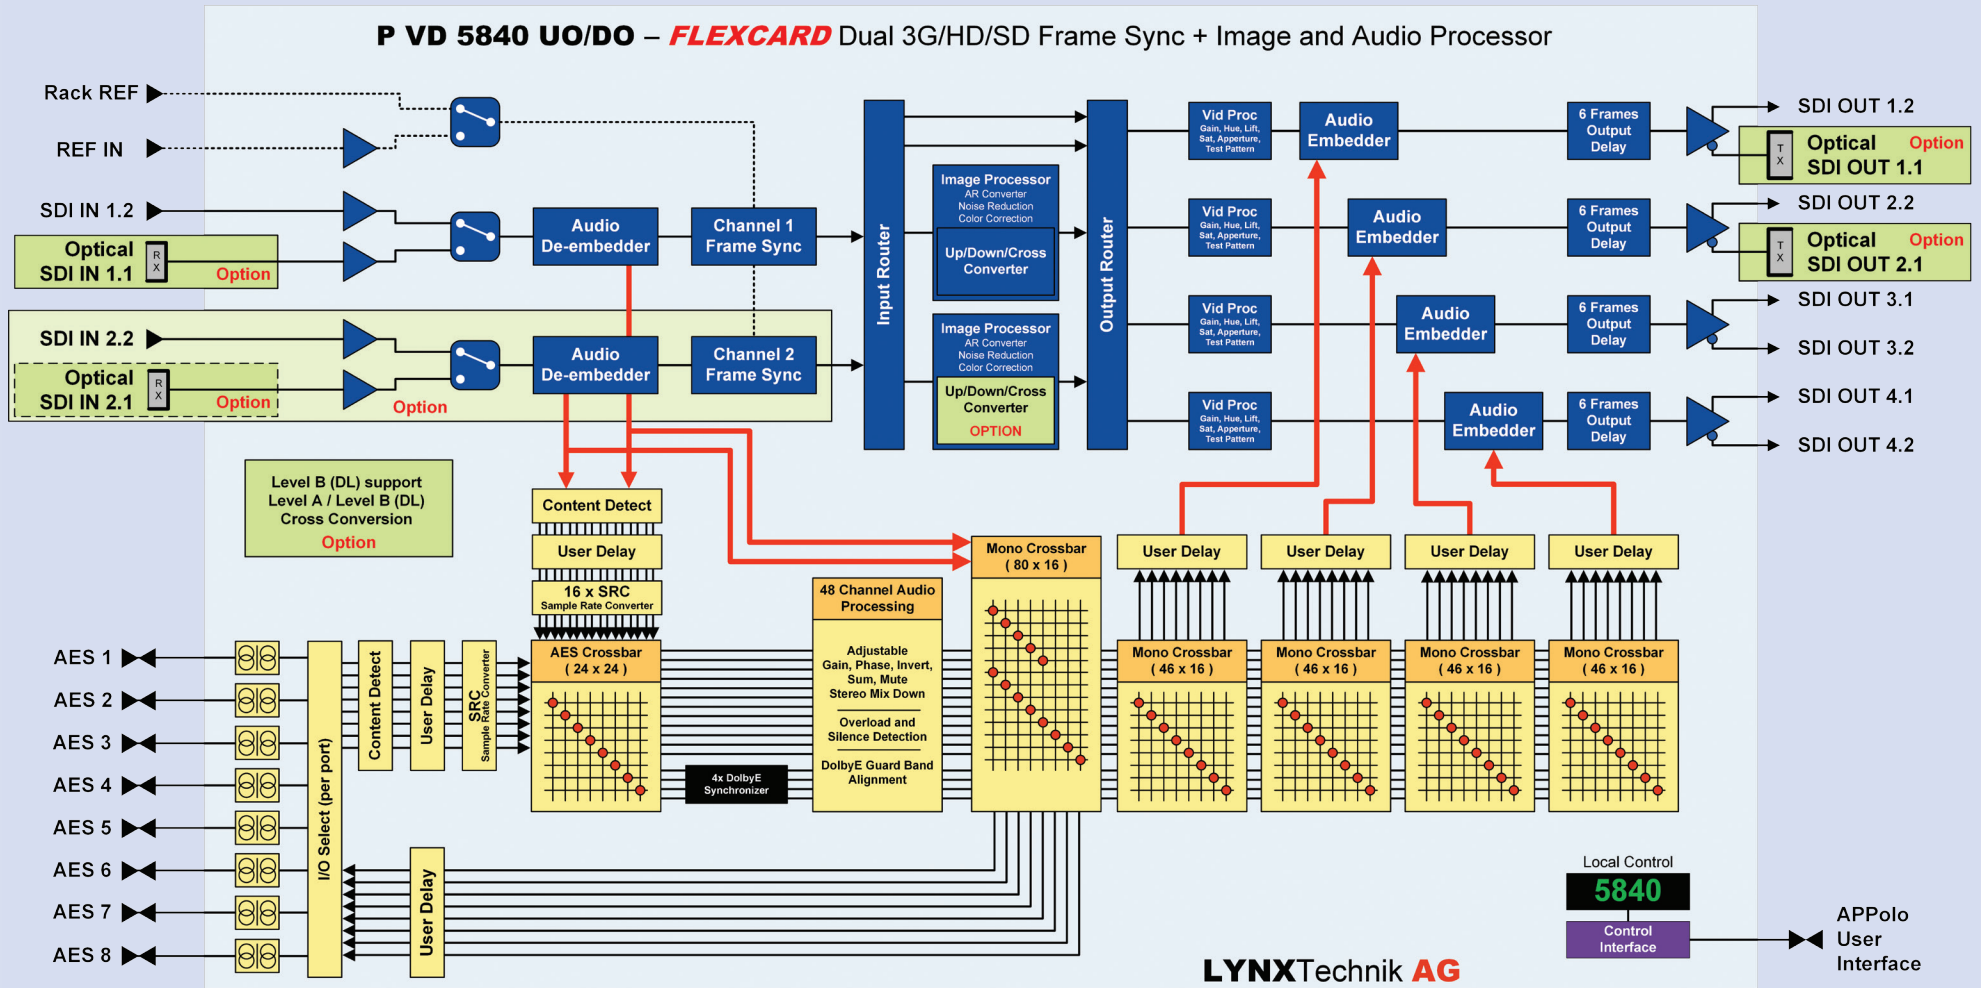 P VD 5840 UO/DO – FLEXCARD Dual 3G/HD/SD Frame Sync + Image and Audio Processor
Rack REF
REF IN
SDI IN 1.2
Optical
SDI IN 1.1
RX
Option
SDI IN 2.2
Optical
SDI IN 2.1
RX
Option
Option
Audio
De-embedder
Channel 1
Frame Sync
Audio
De-embedder
Channel 2
Frame Sync
Input Router
Image Processor
AR Converter
Noise Reduction
Color Correction
Up/Down/Cross
Converter
Image Processor
AR Converter
Noise Reduction
Color Correction
Up/Down/Cross
Converter
OPTION
Output Router
Vid Proc
Gain, Hue, Lift,
Sat, Apperture,
Test Pattern
Audio
Embedder
6 Frames
Output
Delay
SDI OUT 1.2
TX
Optical
Option
SDI OUT 1.1
Vid Proc
Gain, Hue, Lift,
Sat, Apperture,
Test Pattern
Audio
Embedder
6 Frames
Output
Delay
SDI OUT 2.2
TX
Optical
Option
SDI OUT 2.1
Vid Proc
Gain, Hue, Lift,
Sat, Apperture,
Test Pattern
Audio
Embedder
6 Frames
Output
Delay
SDI OUT 3.1
SDI OUT 3.2
Vid Proc
Gain, Hue, Lift,
Sat, Apperture,
Test Pattern
Audio
Embedder
6 Frames
Output
Delay
SDI OUT 4.1
SDI OUT 4.2
Level B (DL) support
Level A / Level B (DL)
Cross Conversion
Option
Content Detect
User Delay
16 x SRC
Sample Rate Converter
AES Crossbar
( 24 x 24 )
4x DolbyE
Synchronizer
48 Channel Audio
Processing
Adjustable
Gain, Phase, Invert,
Sum, Mute
Stereo Mix Down
Overload and
Silence Detection
DolbyE Guard Band
Alignment
Mono Crossbar
( 80 x 16 )
User Delay
User Delay
User Delay
User Delay
Mono Crossbar
( 46 x 16 )
Mono Crossbar
( 46 x 16 )
Mono Crossbar
( 46 x 16 )
Mono Crossbar
( 46 x 16 )
AES 1
AES 2
AES 3
AES 4
AES 5
AES 6
AES 7
AES 8
I/O Select (per port)
Content Detect
User Delay
SRC
Sample Rate Converter
User Delay
Local Control
5840
Control
Interface
APPolo
User
Interface
LYNXTechnik AG